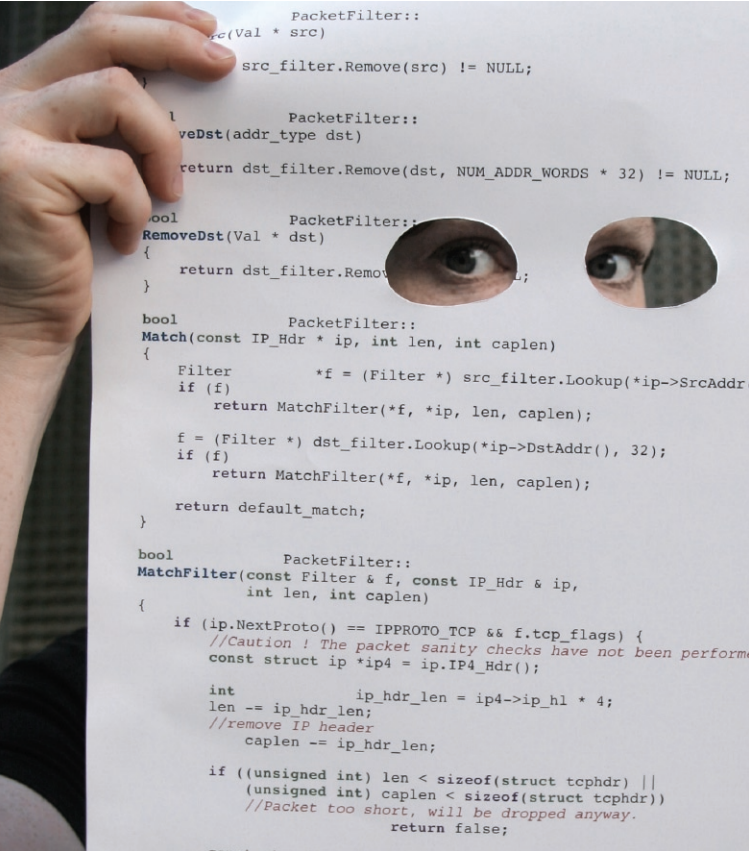 PacketFilter::
(Val * src)
src_filter.Remove(src) != NULL;
}
PacketFilter::
veDst(addr_type dst)
return dst_filter.Remove(dst, NUM_ADDR_WORDS * 32) != NULL;
bool PacketFilter::
RemoveDst(Val * dst)
{
return dst_filter.Remov L;
}
bool PacketFilter::
Match(const IP_Hdr * ip, int len, int caplen)
{
Filter *f = (Filter *) src_filter.Lookup(*ip->SrcAddr(
if (f)
return MatchFilter(*f, *ip, len, caplen);
f = (Filter *) dst_filter.Lookup(*ip->DstAddr(), 32);
if (f)
return MatchFilter(*f, *ip, len, caplen);
return default_match;
}
bool PacketFilter::
MatchFilter(const Filter & f, const IP_Hdr & ip,
int len, int caplen)
{
if (ip.NextProto() == IPPROTO_TCP && f.tcp_flags) {
//Caution ! The packet sanity checks have not been performe
const struct ip *ip4 = ip.IP4_Hdr();
int ip_hdr_len = ip4->ip_hl * 4;
len -= ip_hdr_len;
//remove IP header
caplen -= ip_hdr_len;
if ((unsigned int) len < sizeof(struct tcphdr) ||
(unsigned int) caplen < sizeof(struct tcphdr))
//Packet too short, will be dropped anyway.
return false;